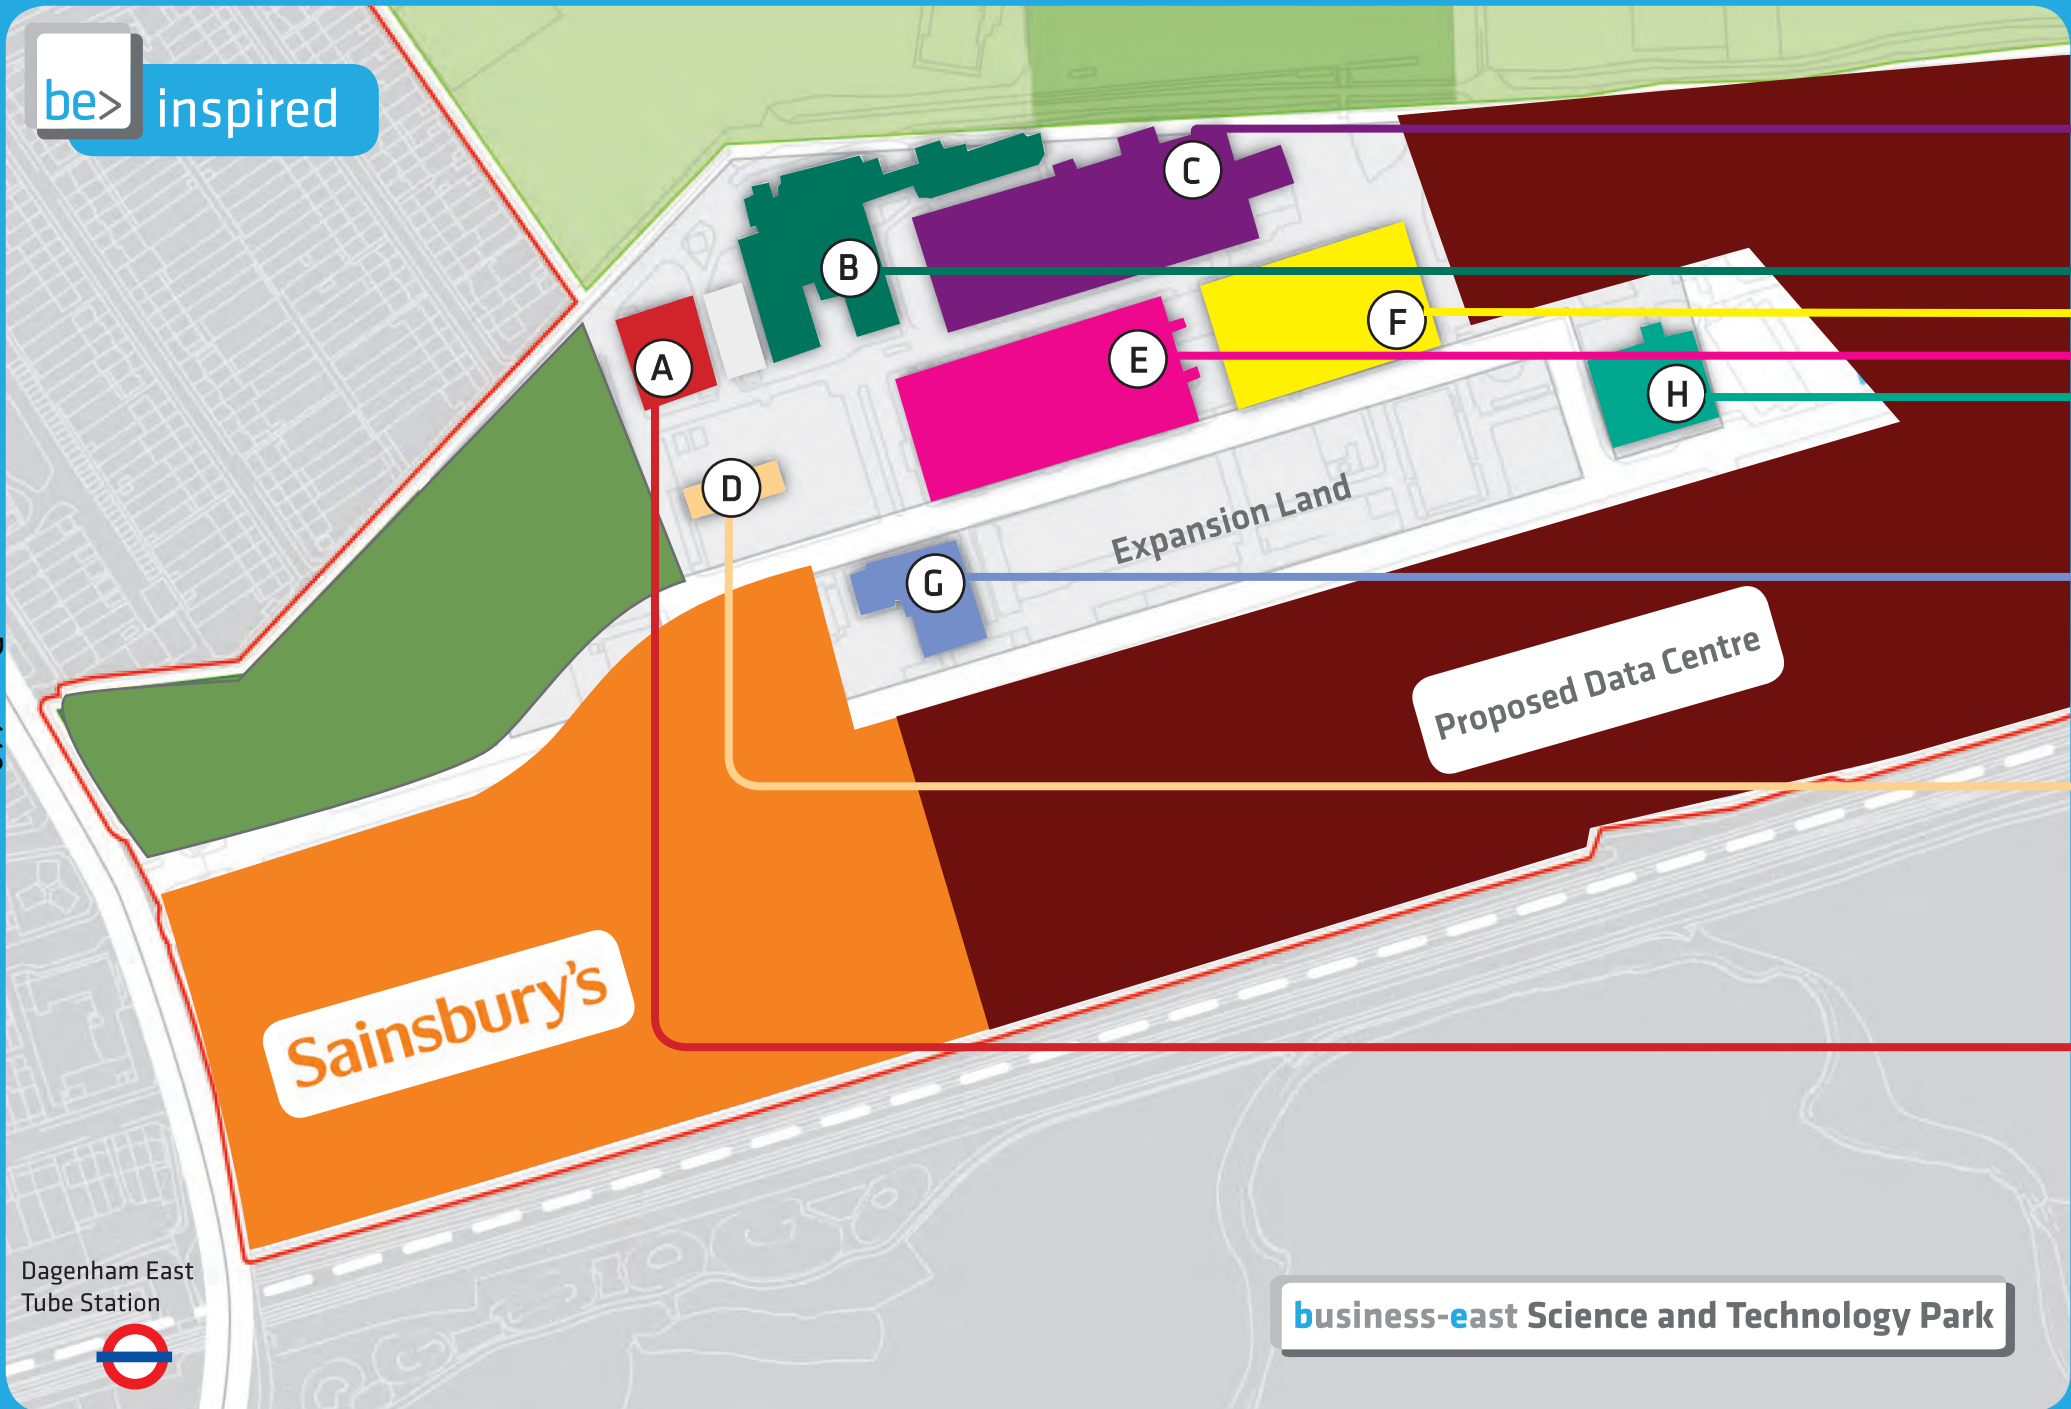 be>
inspired
C
B
F
A
E
H
D
Expansion Land
G
Proposed Data Centre
Sainsbury's
Dagenham East
Tube Station
business-east Science and Technology Park